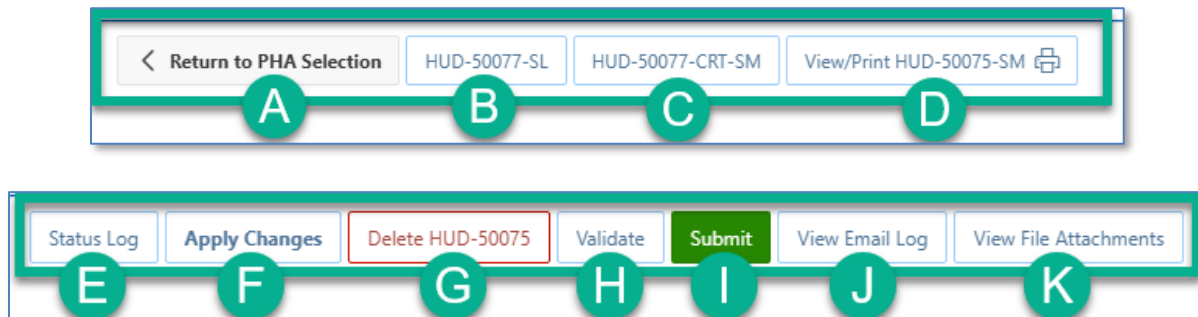 Return to PHA Selection HUD-50077-SL HUD-50077-CRT-SM View/Print HUD-50075-SM
A B C D
Status Log Apply Changes Delete HUD-50075 Validate Submit View Email Log View File Attachments
E F G H I J K